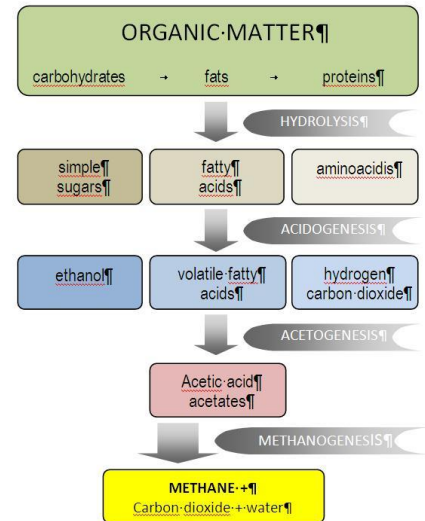 ORGANIC·MATTER¶
carbohydrates → fats → proteins¶
HYDROLYSIS¶
simple¶ fatty¶ aminoacidis¶
sugars¶ acids¶
ACIDOGENESIS¶
ethanol¶ volatile·fatty¶ hydrogen¶
acids¶ carbon·dioxide¶
ACETOGENESIS¶
Acetic·acid¶
acetates¶
METHANOGENESIS¶
METHANE·+¶
Carbon·dioxide·+·water¶